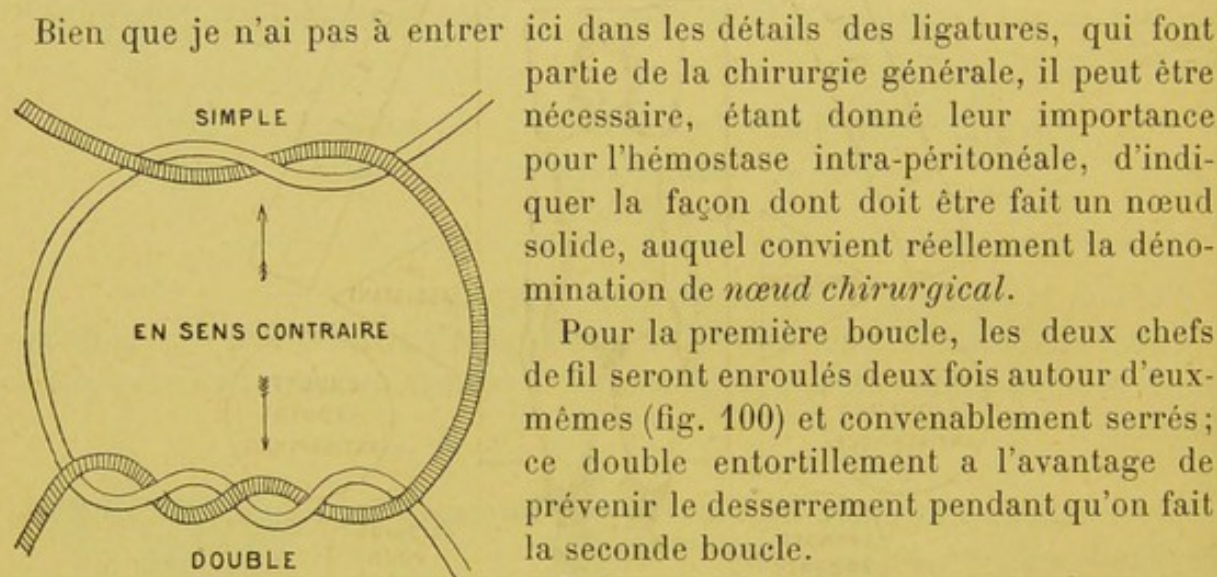 Bien que je n'ai pas à entrer ici dans les détails des ligatures, qui font
partie de la chirurgie générale, il peut être
nécessaire, étant donné leur importance
pour l'hémostase intra-péritonéale, d'indi-
quer la façon dont doit être fait un nœud
solide, auquel convient réellement la déno-
mination de nœud chirurgical.
Pour la première boucle, les deux chefs
de fil seront enroulés deux fois autour d'eux-
mêmes (fig. 100) et convenablement serrés ;
ce double entortillement a l'avantage de
prévenir le desserrement pendant qu'on fait
la seconde boucle.
SIMPLE
EN SENS CONTRAIRE
DOUBLE